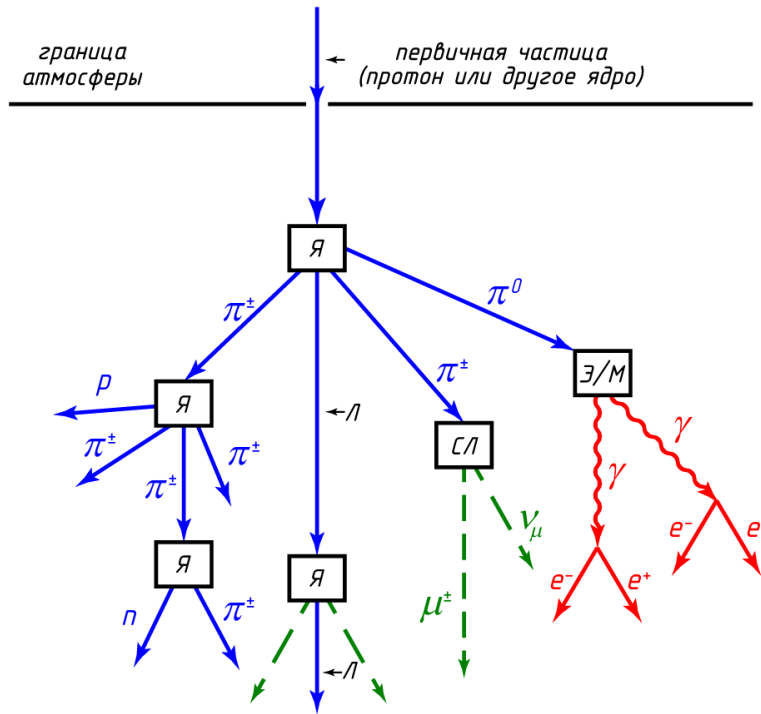 граница
атмосферы
первичная частица
(протон или другое ядро)
Я
π⁰
π±
π±
Э/М
p
Я
Л
СЛ
γ
π±
π±
π±
γ
νμ
e⁻
e
Я
Я
e⁻
e⁺
μ±
n
π±
Л